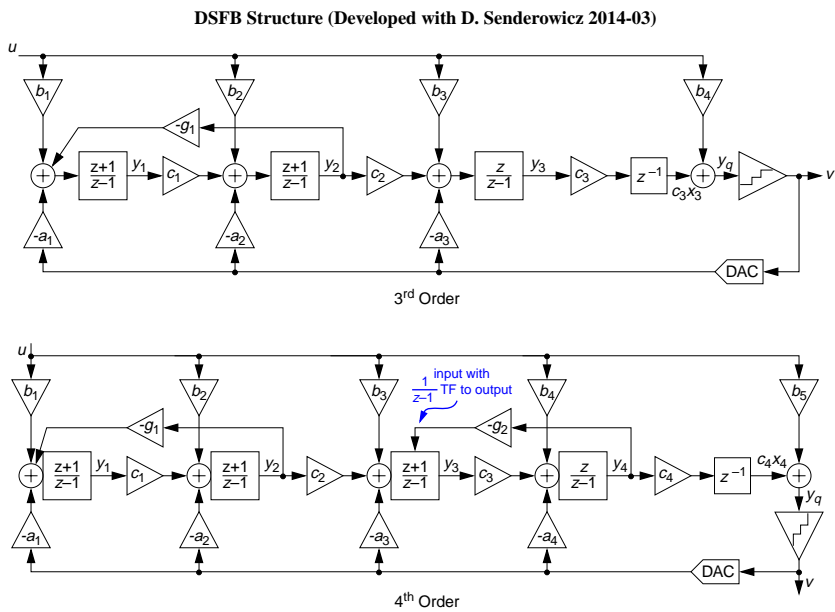 DSFB Structure (Developed with D. Senderowicz 2014-03)
u
b1 b2 b3 b4
-g1
z+1 z–1 y1 c1 z+1 z–1 y2 c2 z z–1 y3 c3 z–1 c3x3 yq v
-a1 -a2 -a3
DAC
3rd Order
u
b1 b2 b3 b4 b5
1 z–1 input with TF to output
-g1 -g2
z+1 z–1 y1 c1 z+1 z–1 y2 c2 z+1 z–1 y3 c3 z z–1 y4 c4 z–1 c4x4
yq
-a1 -a2 -a3 -a4
DAC
v
4th Order